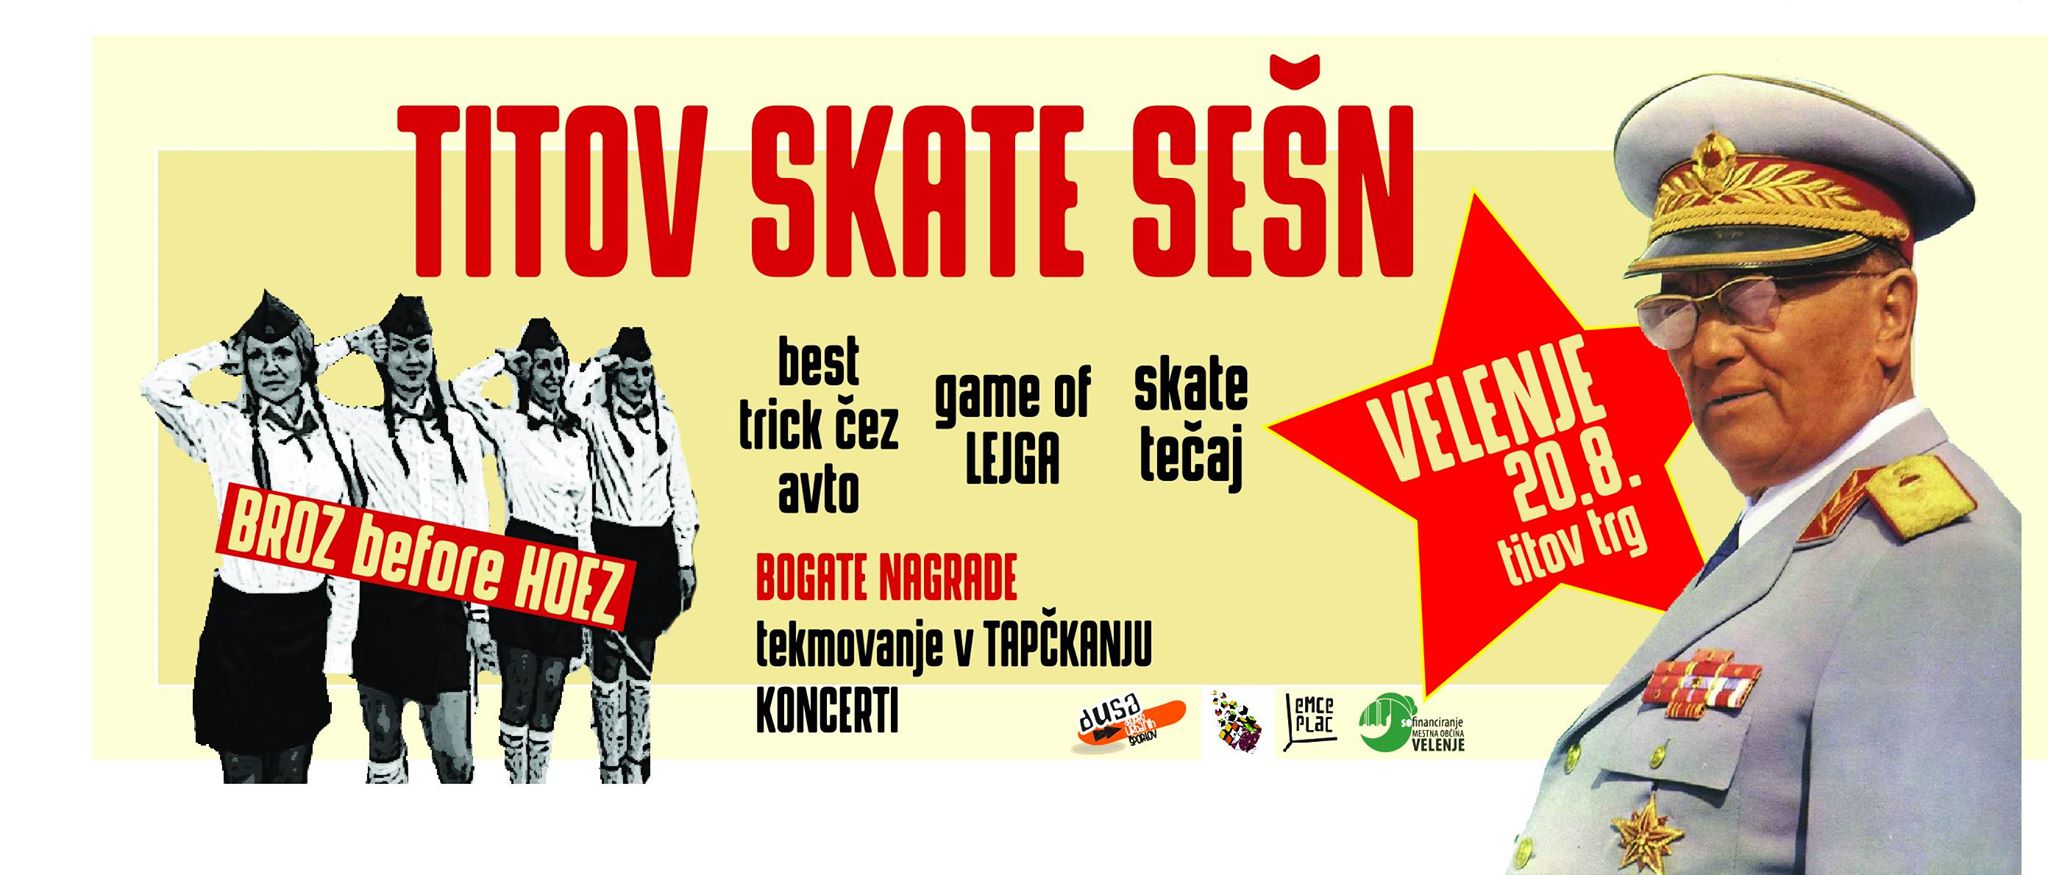 TITOV SKATE SEŠN
best
trick čez
avto
game of
LEJGA
skate
tečaj
VELENJE
20.8.
titov trg
BROZ before HOEZ
BOGATE NAGRADE
tekmovanje v TAPČKANJU
KONCERTI
dusa
ŠPORTOV
EMCE
PLAC
sofinanciranje
MESTNA OBČINA
VELENJE